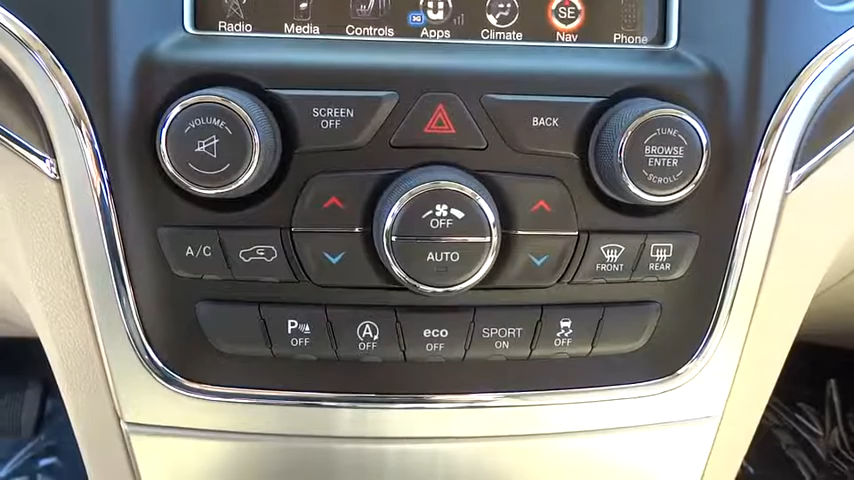 Radio
Media
Controls
Apps
Climate
Nav
Phone
SE
VOLUME
SCREEN
OFF
BACK
TUNE
BROWSE
ENTER
SCROLL
OFF
AUTO
A/C
FRONT
REAR
P
OFF
A
OFF
eco
OFF
SPORT
ON
OFF